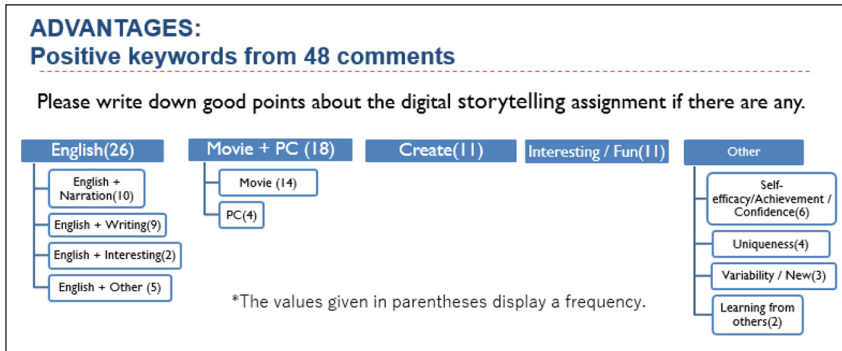 ADVANTAGES:
Positive keywords from 48 comments
Please write down good points about the digital storytelling assignment if there are any.
English(26)
English +
Narration(10)
English + Writing(9)
English + Interesting(2)
English + Other (5)
Movie + PC (18)
Movie (14)
PC(4)
Create(11)
Interesting / Fun(11)
Other
Self-
efficacy/Achievement /
Confidence(6)
Uniqueness(4)
Variability / New(3)
Learning from
others(2)
*The values given in parentheses display a frequency.